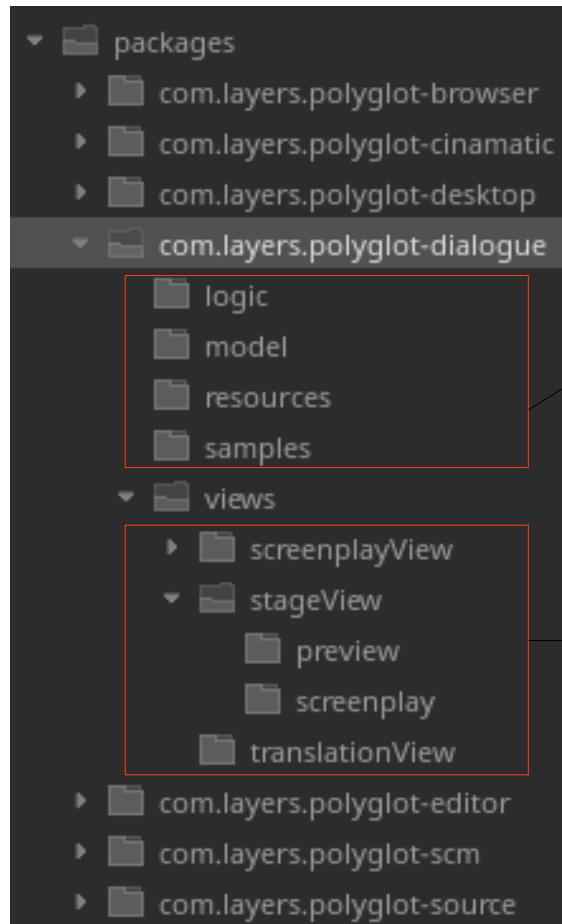 packages
com.layers.polyglot-browser
com.layers.polyglot-cinamatic
com.layers.polyglot-desktop
com.layers.polyglot-dialogue
logic
model
resources
samples
views
screenplayView
stageView
preview
screenplay
translationView
com.layers.polyglot-editor
com.layers.polyglot-scm
com.layers.polyglot-source